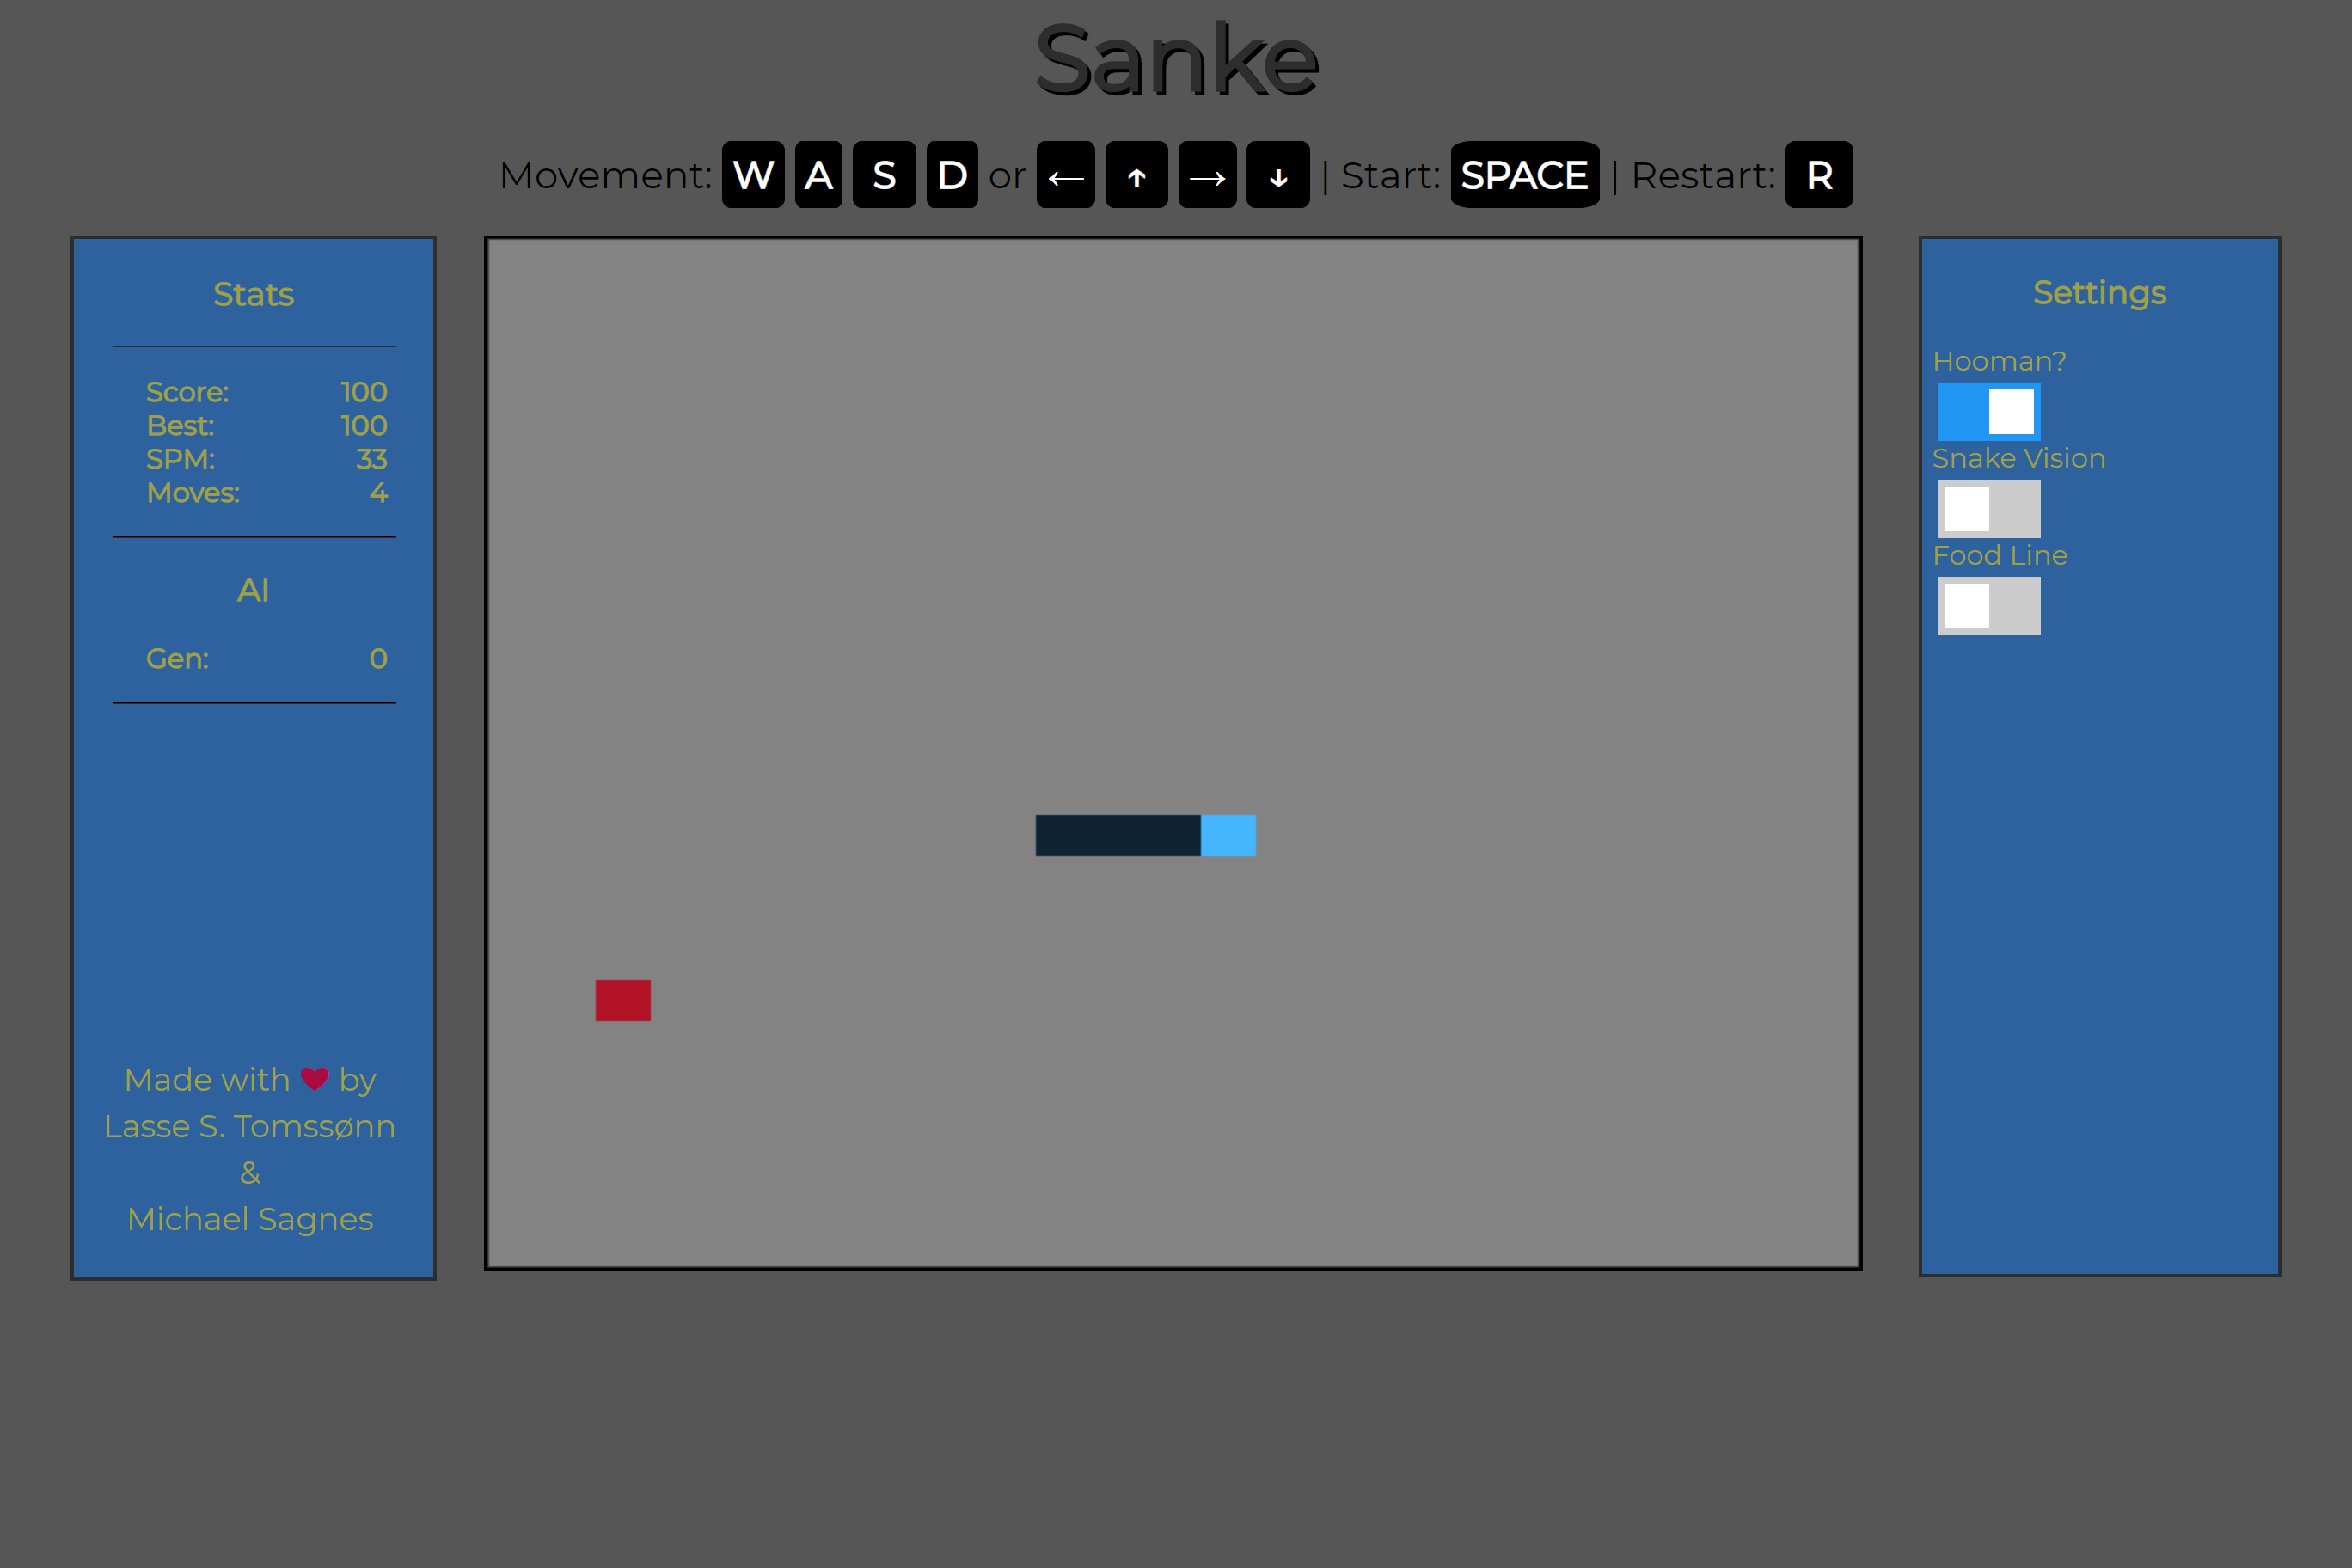 Sanke
Movement: W A S D or ← ↑ → ↓ | Start: SPACE | Restart: R
Stats
Score: 100
Best: 100
SPM: 33
Moves: 4
AI
Gen: 0
Made with ❤ by
Lasse S. Tomssønn
&
Michael Sagnes
Settings
Hooman?
Snake Vision
Food Line